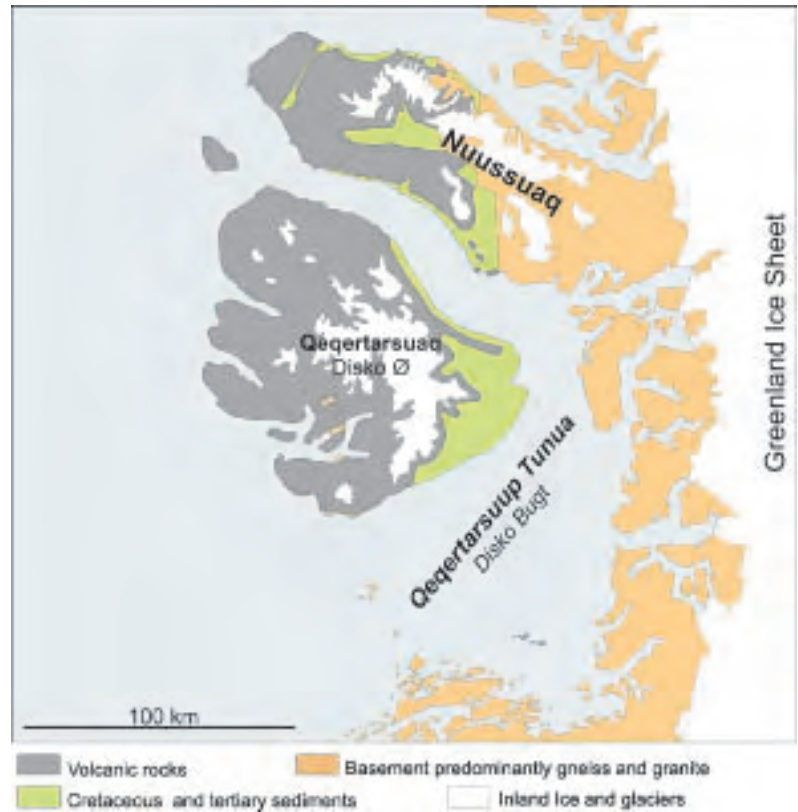 Nuussuaq
Greenland Ice Sheet
Qeqertarsuaq
Disko Ø
Qeqertarsuup Tunua
Disko Bugt
100 km
Volcanic rocks
Basement predominantly gneiss and granite
Cretaceous and tertiary sediments
Inland Ice and glaciers